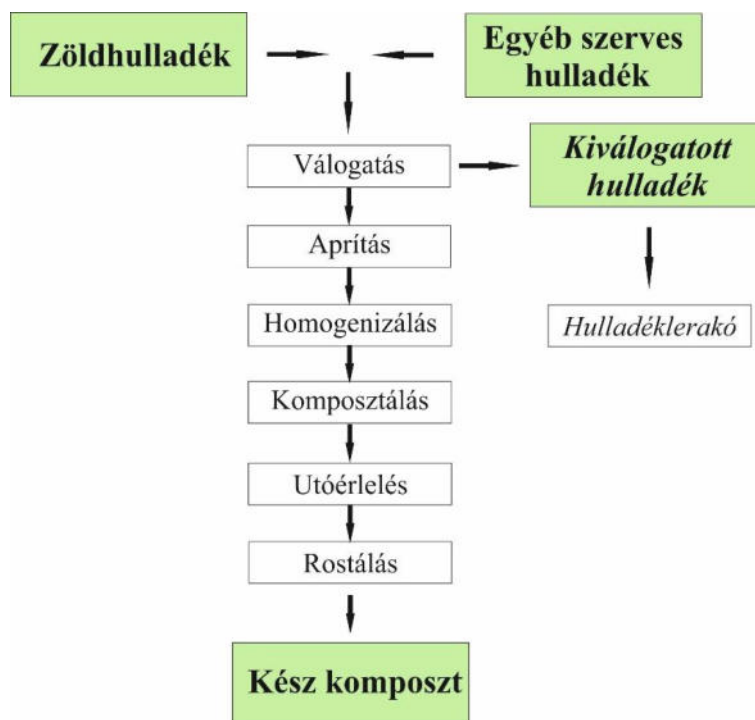 Zöldhulladék
Egyéb szerves
hulladék
Válogatás
Kiválogatott
hulladék
Aprítás
Homogenizálás
Hulladéklerakó
Komposztálás
Utóérlelés
Rostálás
Kész komposzt